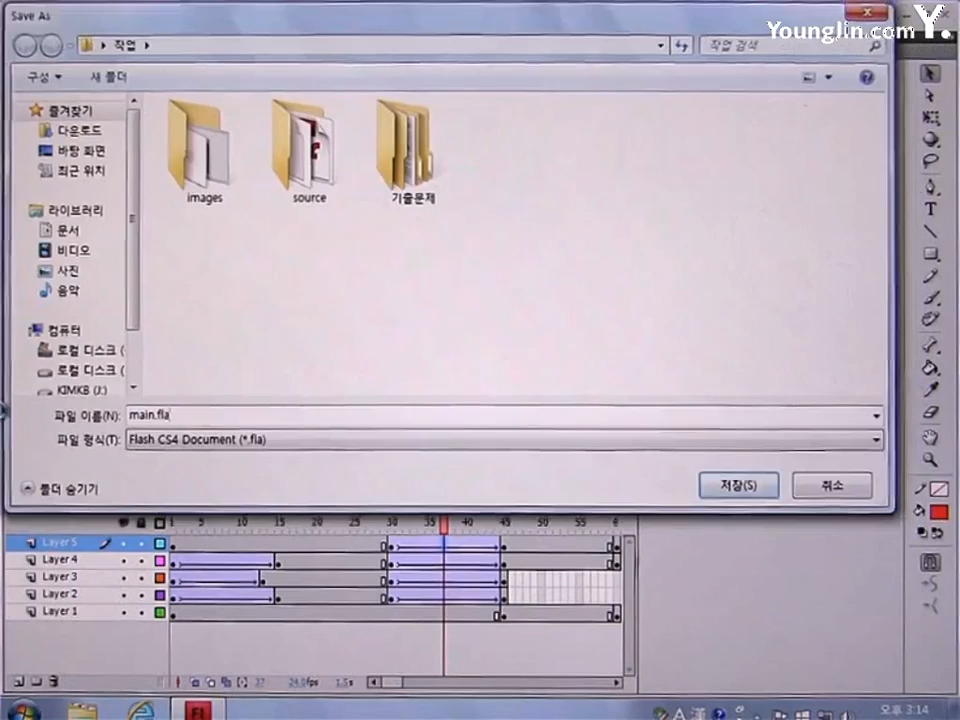 Save As
YoungJin.com Y.
작업
작업 검색
구성
새 폴더
즐겨찾기
다운로드
바탕 화면
최근 위치
라이브러리
문서
비디오
사진
음악
컴퓨터
로컬 디스크 (
로컬 디스크 (
KIMKB (J:)
images
source
기출문제
파일 이름(N):
main.fla
파일 형식(T):
Flash CS4 Document (*.fla)
폴더 숨기기
저장(S)
취소
1 5 10 15 20 25 30 35 40 45 50 55 6
Layer 5
Layer 4
Layer 3
Layer 2
Layer 1
37 24.0fps 1.5s
Fl
A 漢
오후 3:14